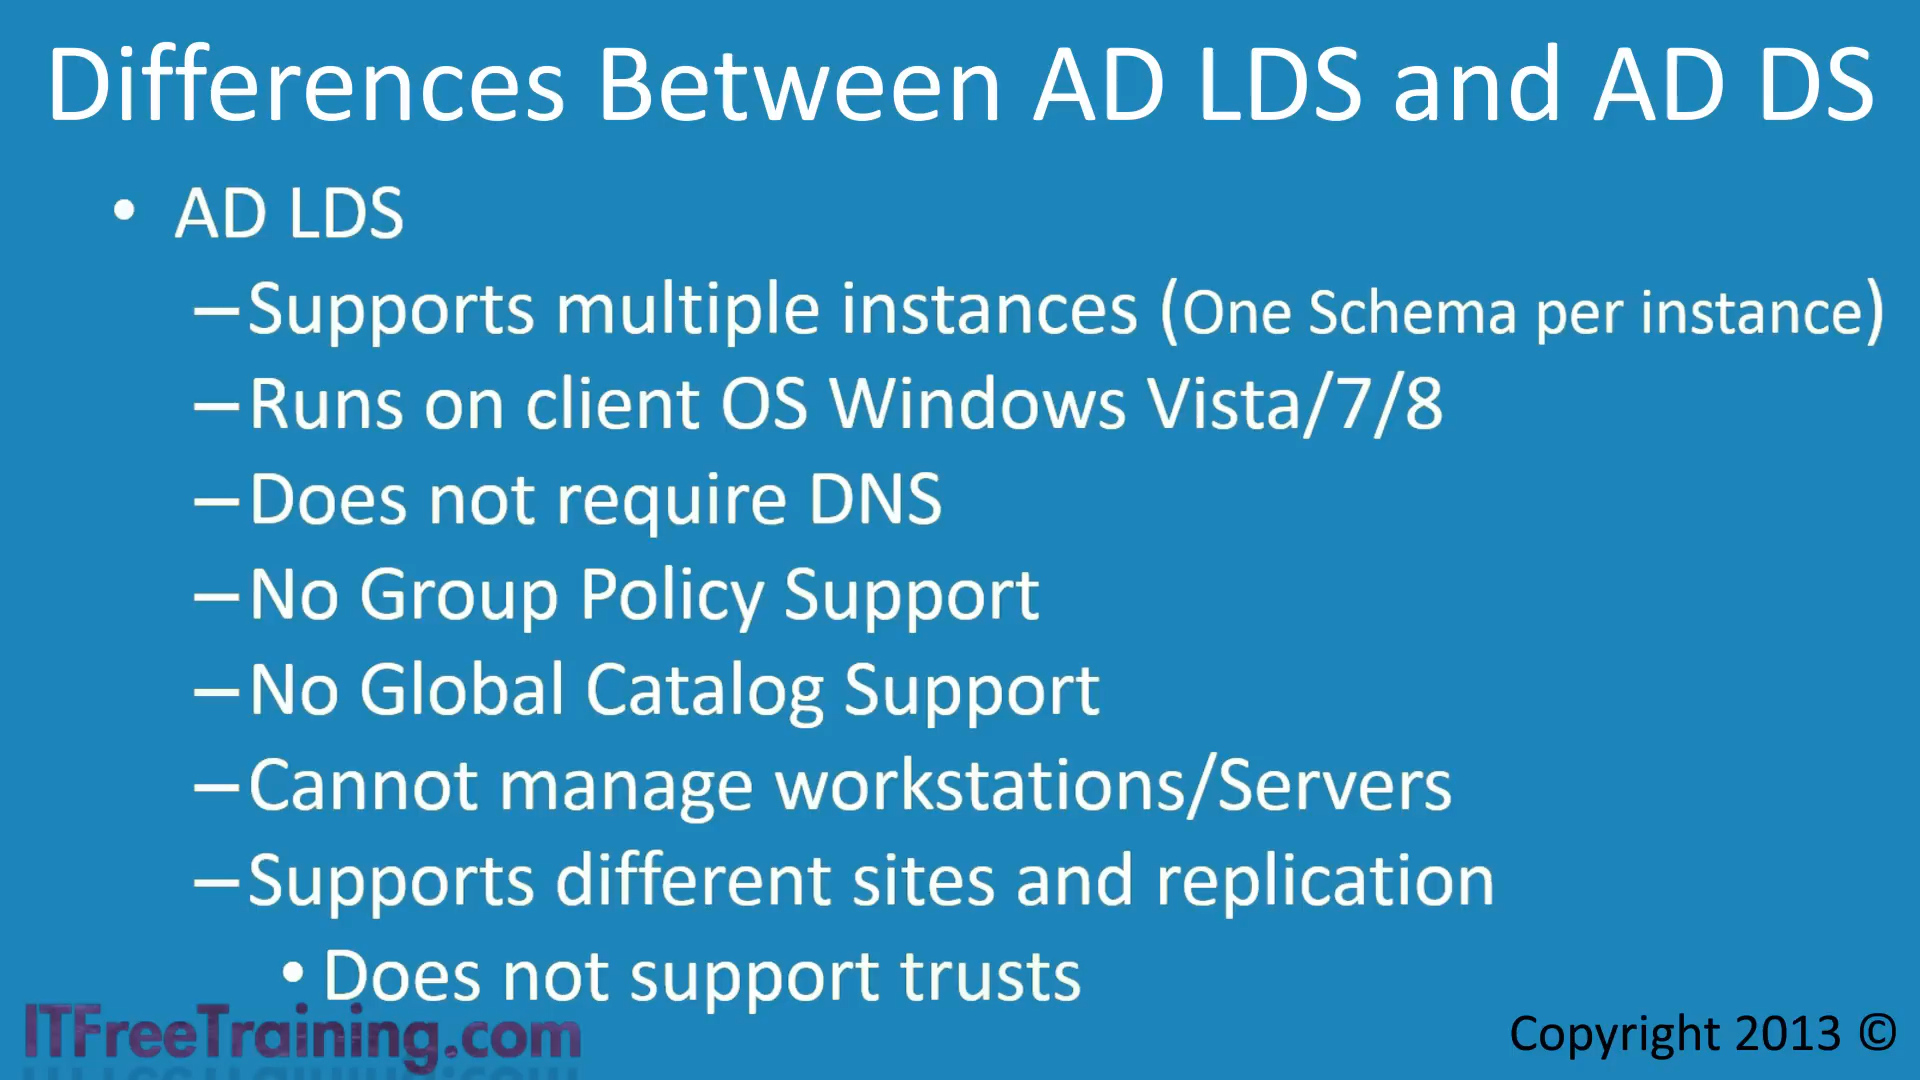 Differences Between AD LDS and AD DS
• AD LDS
–Supports multiple instances (One Schema per instance)
–Runs on client OS Windows Vista/7/8
–Does not require DNS
–No Group Policy Support
–No Global Catalog Support
–Cannot manage workstations/Servers
–Supports different sites and replication
• Does not support trusts
ITFreeTraining.com
Copyright 2013 ©